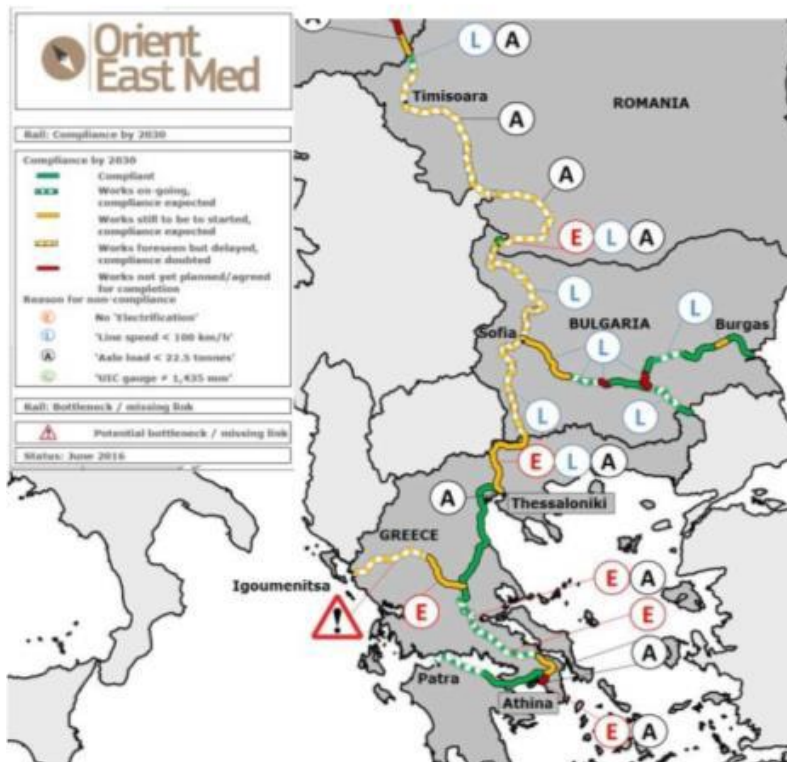 Orient
East Med
Rail: Compliance by 2030
Compliance by 2030
Compliant
Works on-going,
compliance expected
Works still to be to started,
compliance expected
Works foreseen but delayed,
compliance doubted
Works not yet planned/agreed
for completion
Reason for non-compliance
E No 'Electrification'
L 'Line speed < 100 km/h'
A 'Axle load < 22.5 tonnes'
'UIC gauge ≠ 1,435 mm'
Rail: Bottleneck / missing link
! Potential bottleneck / missing link
Status: June 2016
A
L A
Timisoara
ROMANIA
A
A
E L A
L
Sofia
BULGARIA
L
Burgas
L
L
L
E L A
A
Thessaloniki
GREECE
Igoumenitsa
!
E
E A
E
A
Patra
Athina
E A